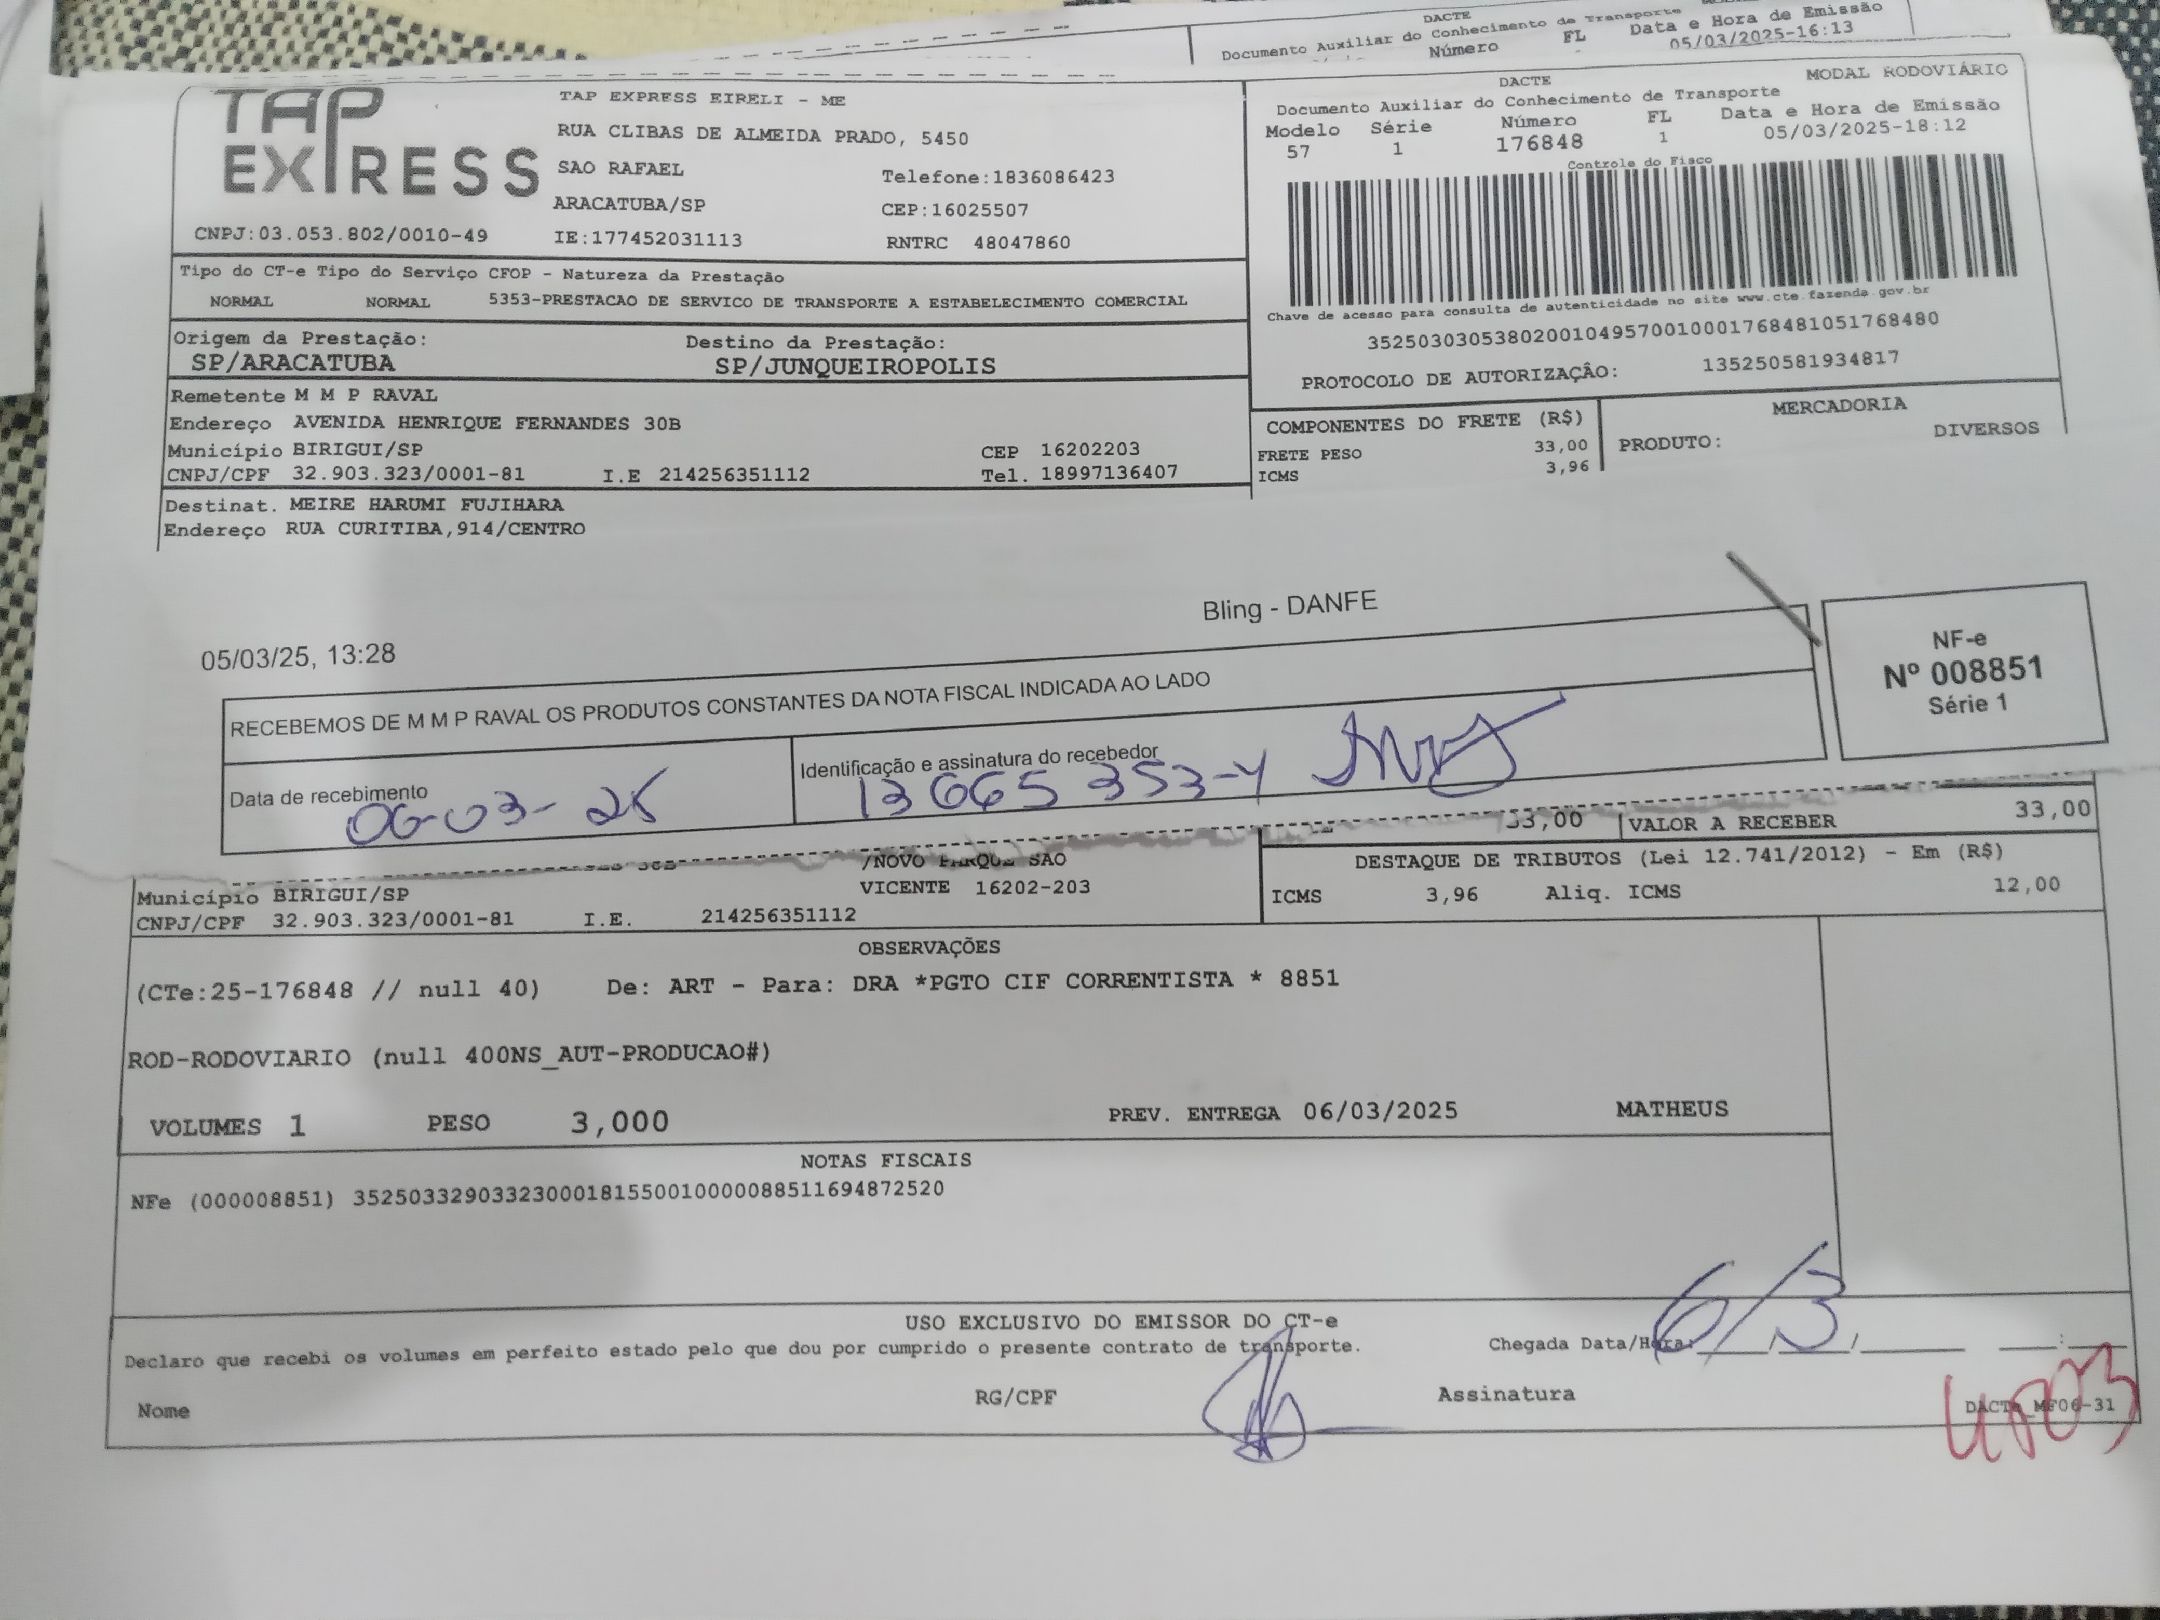 DACTE
Documento Auxiliar do Conhecimento de Transporte
Número FL Data e Hora de Emissão
05/03/2025-16:13
TAP
EXPRESS
TAP EXPRESS EIRELI - ME
RUA CLIBAS DE ALMEIDA PRADO, 5450
SAO RAFAEL Telefone:1836086423
ARACATUBA/SP CEP:16025507
CNPJ:03.053.802/0010-49 IE:177452031113 RNTRC 48047860
DACTE MODAL RODOVIÁRIO
Documento Auxiliar do Conhecimento de Transporte
Modelo Série Número FL Data e Hora de Emissão
57 1 176848 1 05/03/2025-18:12
Controle do Fisco
Chave de acesso para consulta de autenticidade no site www.cte.fazenda.gov.br
35250303053802001049570010001768481051768480
PROTOCOLO DE AUTORIZAÇÂO: 135250581934817
Tipo do CT-e Tipo do Serviço CFOP - Natureza da Prestação
NORMAL NORMAL 5353-PRESTACAO DE SERVICO DE TRANSPORTE A ESTABELECIMENTO COMERCIAL
Origem da Prestação: Destino da Prestação:
SP/ARACATUBA SP/JUNQUEIROPOLIS
Remetente M M P RAVAL
Endereço AVENIDA HENRIQUE FERNANDES 30B
Município BIRIGUI/SP CEP 16202203
CNPJ/CPF 32.903.323/0001-81 I.E 214256351112 Tel. 18997136407
COMPONENTES DO FRETE (R$) MERCADORIA
FRETE PESO 33,00 PRODUTO: DIVERSOS
ICMS 3,96
Destinat. MEIRE HARUMI FUJIHARA
Endereço RUA CURITIBA,914/CENTRO
05/03/25, 13:28 Bling - DANFE
RECEBEMOS DE M M P RAVAL OS PRODUTOS CONSTANTES DA NOTA FISCAL INDICADA AO LADO
NF-e
Nº 008851
Série 1
Data de recebimento Identificação e assinatura do recebedor
06-03-25 13 665 353-4
33,00 VALOR A RECEBER 33,00
/NOVO PARQUE SAO
VICENTE 16202-203
Município BIRIGUI/SP
CNPJ/CPF 32.903.323/0001-81 I.E. 214256351112
DESTAQUE DE TRIBUTOS (Lei 12.741/2012) - Em (R$)
ICMS 3,96 Aliq. ICMS 12,00
OBSERVAÇÕES
(CTe:25-176848 // null 40) De: ART - Para: DRA *PGTO CIF CORRENTISTA * 8851
ROD-RODOVIARIO (null 400NS_AUT-PRODUCAO#)
VOLUMES 1 PESO 3,000 PREV. ENTREGA 06/03/2025 MATHEUS
NOTAS FISCAIS
NFe (000008851) 35250332903323000181550010000088511694872520
USO EXCLUSIVO DO EMISSOR DO CT-e
Declaro que recebi os volumes em perfeito estado pelo que dou por cumprido o presente contrato de transporte. Chegada Data/Hora: 6/3
Nome RG/CPF Assinatura